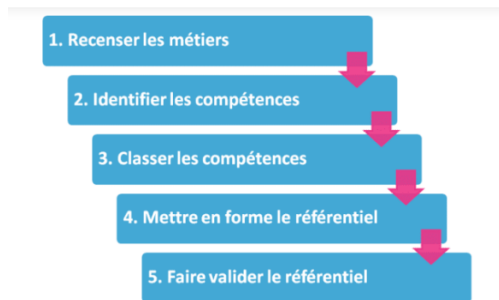 1. Recenser les métiers
2. Identifier les compétences
3. Classer les compétences
4. Mettre en forme le référentiel
5. Faire valider le référentiel